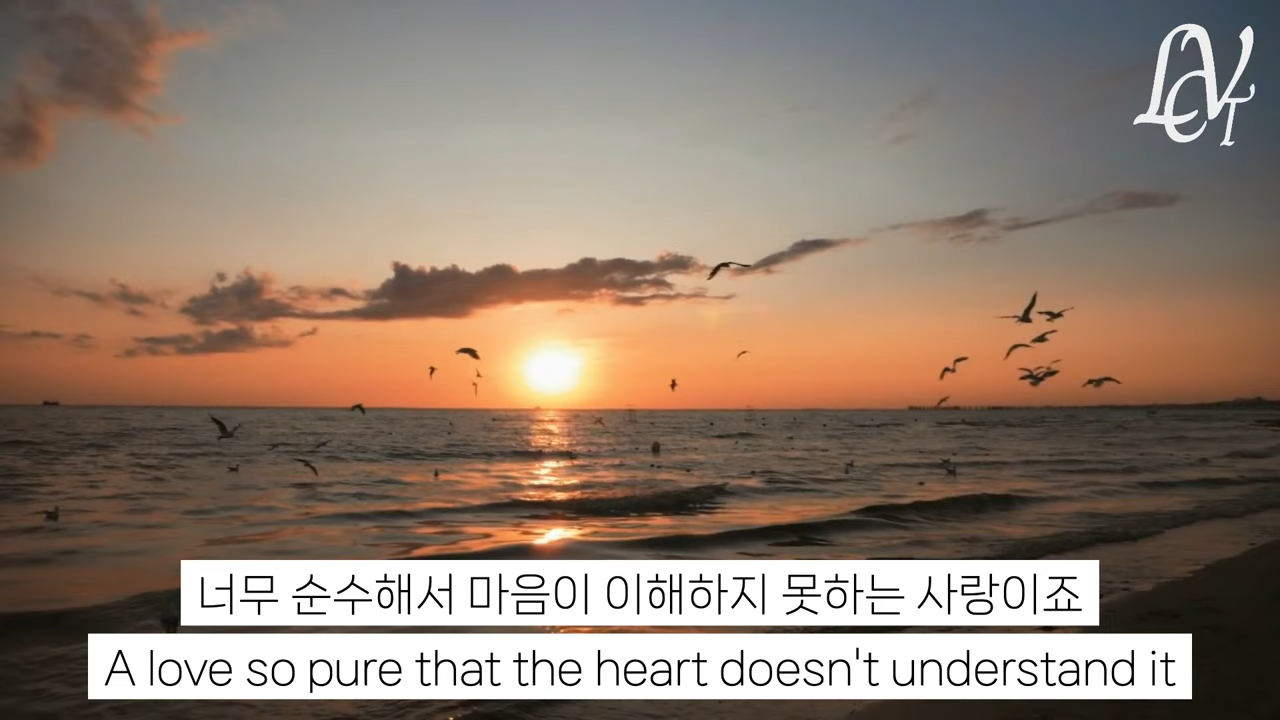 너무 순수해서 마음이 이해하지 못하는 사랑이죠
A love so pure that the heart doesn't understand it